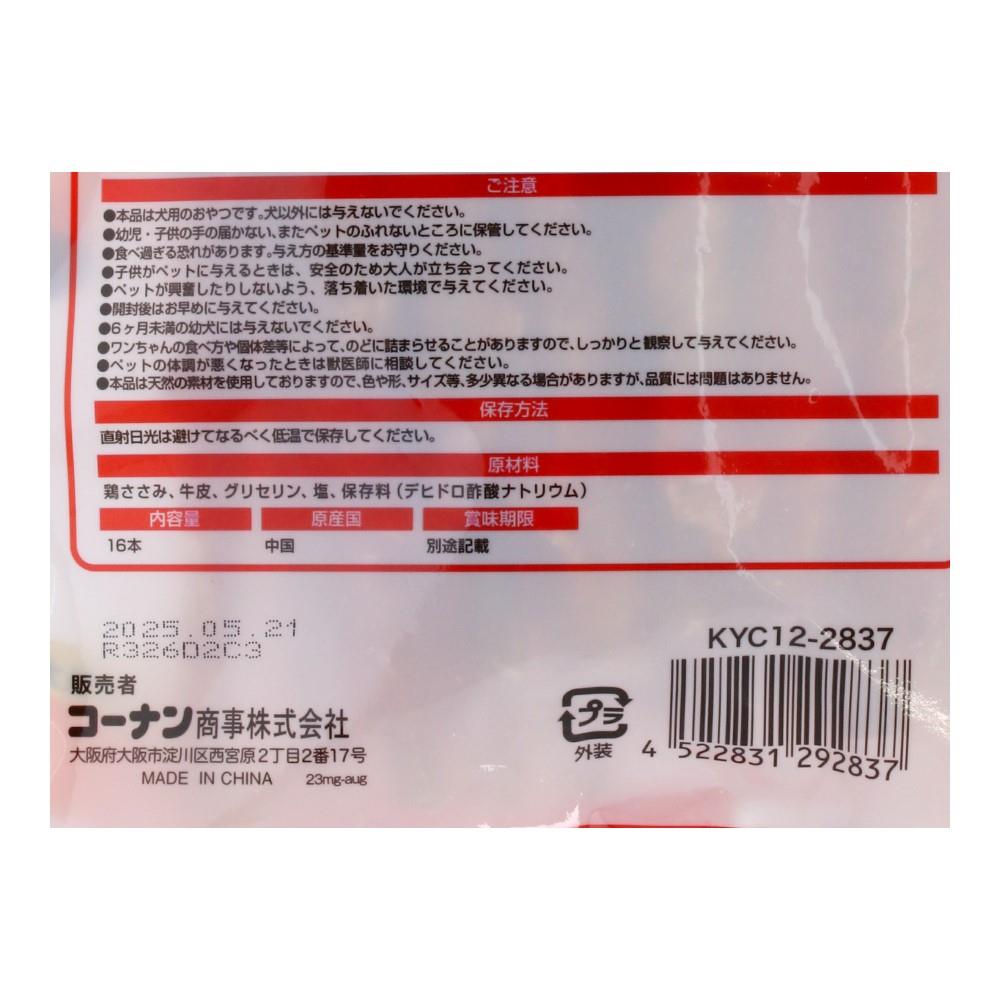 ご注意
●本品は犬用のおやつです。犬以外には与えないでください。
●幼児・子供の手の届かない、またペットのふれないところに保管してください。
●食べ過ぎる恐れがあります。与え方の基準量をお守りください。
●子供がペットに与えるときは、安全のため大人が立ち会ってください。
●ペットが興奮したりしないよう、落ち着いた環境で与えてください。
●開封後はお早めに与えてください。
●6ヶ月未満の幼犬には与えないでください。
●ワンちゃんの食べ方や個体差等によって、のどに詰まらせることがありますので、しっかりと観察して与えてください。
●ペットの体調が悪くなったときは獣医師に相談してください。
●本品は天然の素材を使用しておりますので、色や形、サイズ等、多少異なる場合がありますが、品質には問題はありません。
保存方法
直射日光は避けてなるべく低温で保存してください。
原材料
鶏ささみ、牛皮、グリセリン、塩、保存料(デヒドロ酢酸ナトリウム)
内容量 原産国 賞味期限
16本 中国 別途記載
2025.05.21
R326D2C3
販売者
コーナン商事株式会社
大阪府大阪市淀川区西宮原2丁目2番17号
MADE IN CHINA 23mg-aug
KYC12-2837
プラ
外装
4 522831 292837